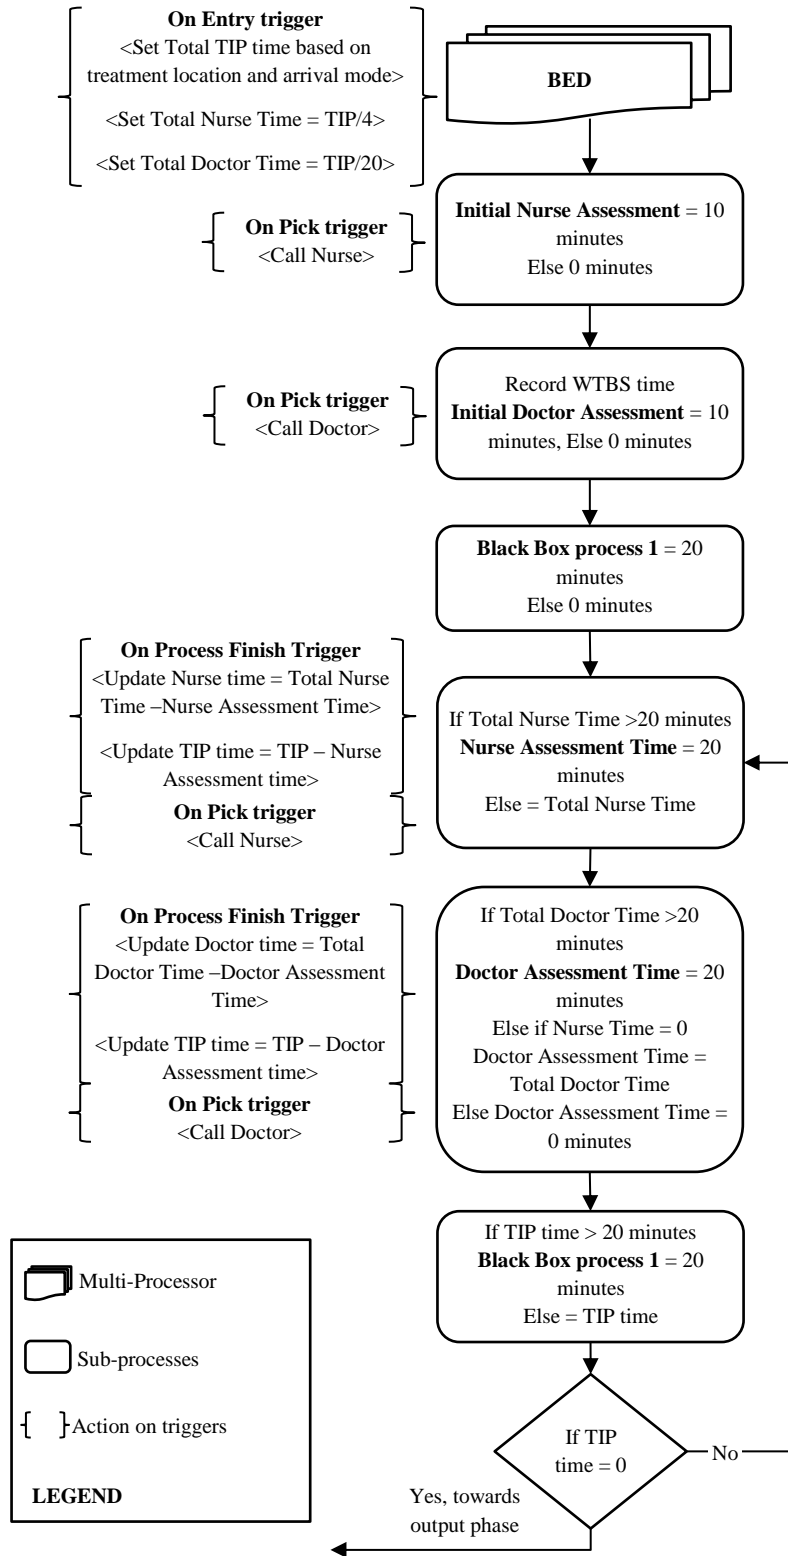 On Entry trigger
<Set Total TIP time based on
treatment location and arrival mode>
<Set Total Nurse Time = TIP/4>
<Set Total Doctor Time = TIP/20>
BED
Initial Nurse Assessment = 10
minutes
Else 0 minutes
On Pick trigger
<Call Nurse>
Record WTBS time
Initial Doctor Assessment = 10
minutes, Else 0 minutes
On Pick trigger
<Call Doctor>
Black Box process 1 = 20
minutes
Else 0 minutes
On Process Finish Trigger
<Update Nurse time = Total Nurse
Time –Nurse Assessment Time>
<Update TIP time = TIP – Nurse
Assessment time>
On Pick trigger
<Call Nurse>
If Total Nurse Time >20 minutes
Nurse Assessment Time = 20
minutes
Else = Total Nurse Time
On Process Finish Trigger
<Update Doctor time = Total
Doctor Time –Doctor Assessment
Time>
<Update TIP time = TIP – Doctor
Assessment time>
On Pick trigger
<Call Doctor>
If Total Doctor Time >20
minutes
Doctor Assessment Time = 20
minutes
Else if Nurse Time = 0
Doctor Assessment Time =
Total Doctor Time
Else Doctor Assessment Time =
0 minutes
If TIP time > 20 minutes
Black Box process 1 = 20
minutes
Else = TIP time
If TIP
time = 0
No
Yes, towards
output phase
Multi-Processor
Sub-processes
Action on triggers
LEGEND